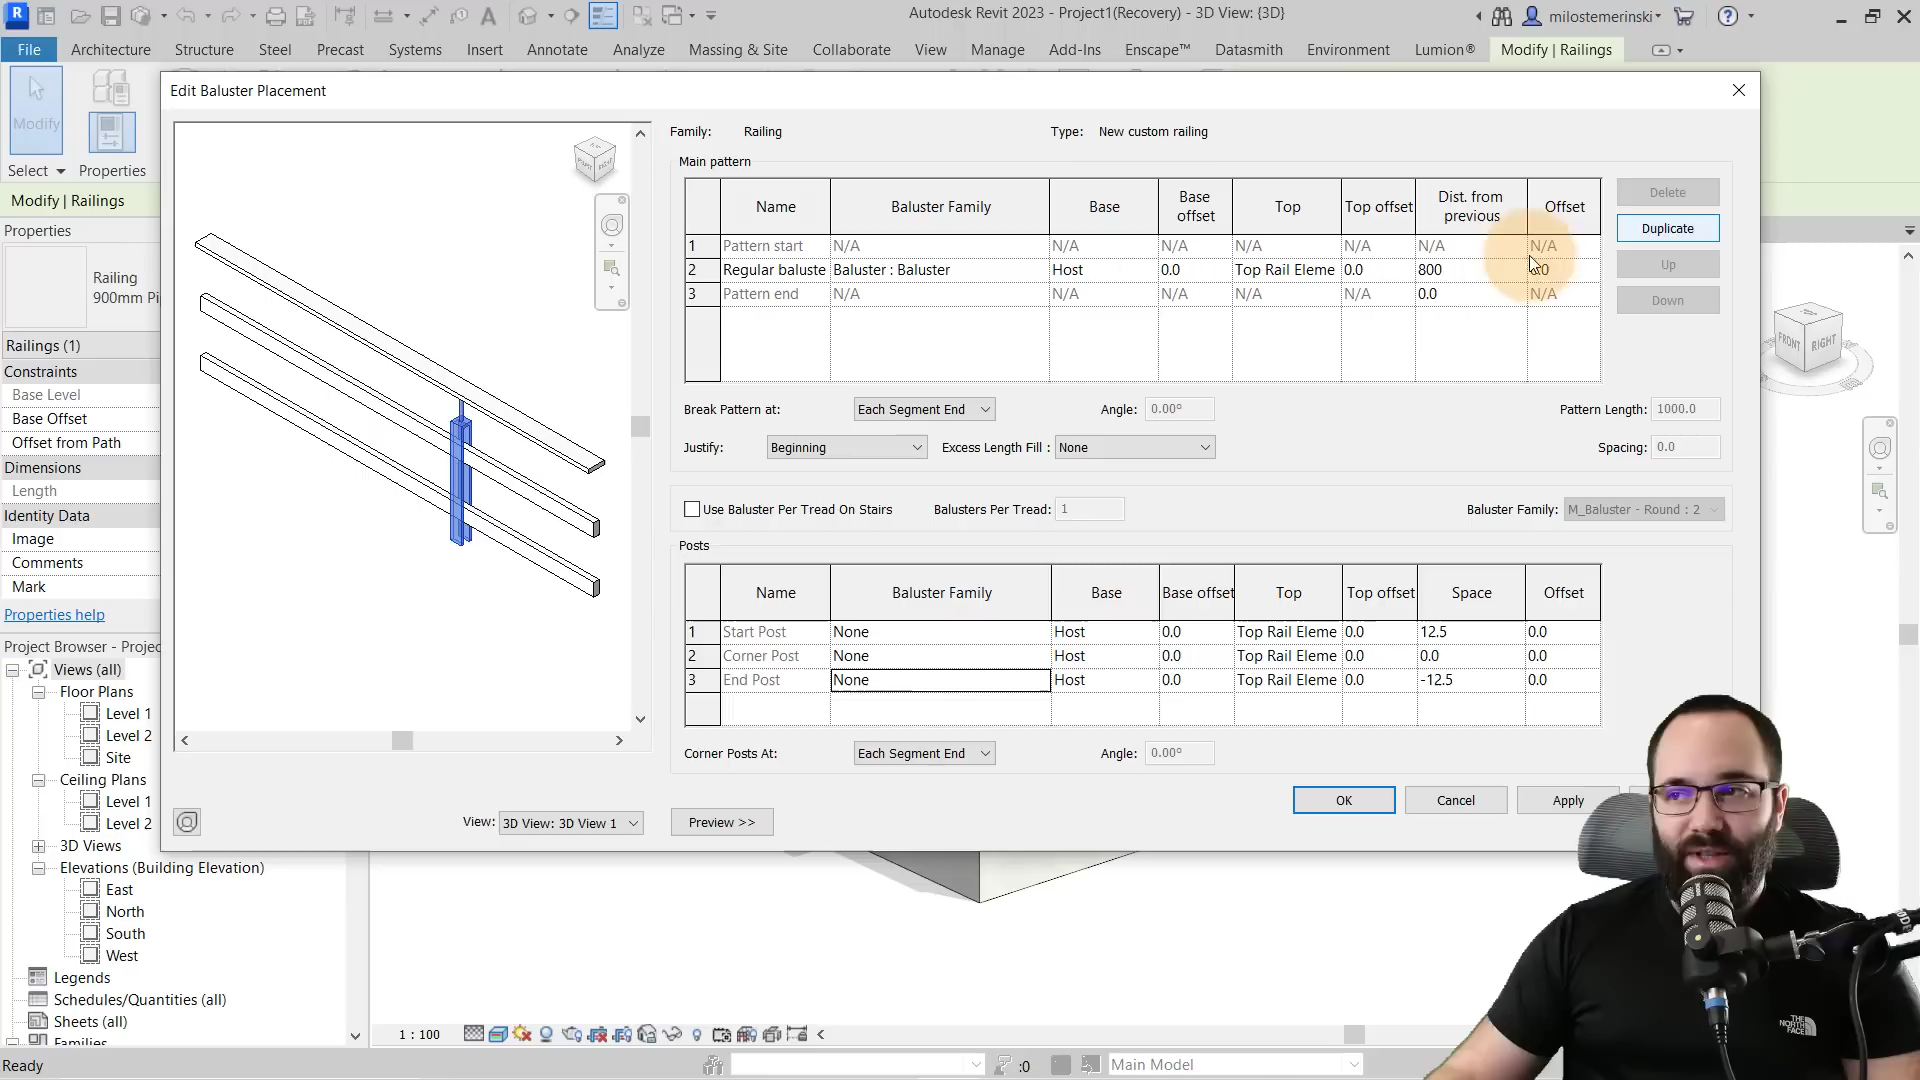 Autodesk Revit 2023 - Project1(Recovery) - 3D View: {3D}
milostemerinski
File Architecture Structure Steel Precast Systems Insert Annotate Analyze Massing & Site Collaborate View Manage Add-Ins Enscape™ Datasmith Environment Lumion® Modify | Railings
Modify
Select
Properties
Modify | Railings
Properties
Railing
900mm Pi
Railings (1)
Constraints
Base Level
Base Offset
Offset from Path
Dimensions
Length
Identity Data
Image
Comments
Mark
Properties help
Project Browser - Projec
Views (all)
Floor Plans
Level 1
Level 2
Site
Ceiling Plans
Level 1
Level 2
3D Views
Elevations (Building Elevation)
East
North
South
West
Legends
Schedules/Quantities (all)
Sheets (all)
Families
Edit Baluster Placement
RIGHT
View: 3D View: 3D View 1
Preview >>
Family: Railing Type: New custom railing
Main pattern
Name Baluster Family Base Base offset Top Top offset Dist. from previous Offset
1 Pattern start N/A N/A N/A N/A N/A N/A N/A
2 Regular baluste Baluster : Baluster Host 0.0 Top Rail Eleme 0.0 800
3 Pattern end N/A N/A N/A N/A N/A 0.0 N/A
Delete
Duplicate
Up
Down
Break Pattern at: Each Segment End Angle: 0.00° Pattern Length: 1000.0
Justify: Beginning Excess Length Fill : None Spacing: 0.0
Use Baluster Per Tread On Stairs Balusters Per Tread: 1 Baluster Family: M_Baluster - Round : 2
Posts
Name Baluster Family Base Base offset Top Top offset Space Offset
1 Start Post None Host 0.0 Top Rail Eleme 0.0 12.5 0.0
2 Corner Post None Host 0.0 Top Rail Eleme 0.0 0.0 0.0
3 End Post None Host 0.0 Top Rail Eleme 0.0 -12.5 0.0
Corner Posts At: Each Segment End Angle: 0.00°
OK Cancel Apply
FRONT RIGHT
1 : 100
Ready
:0
Main Model
THE NORTH FACE